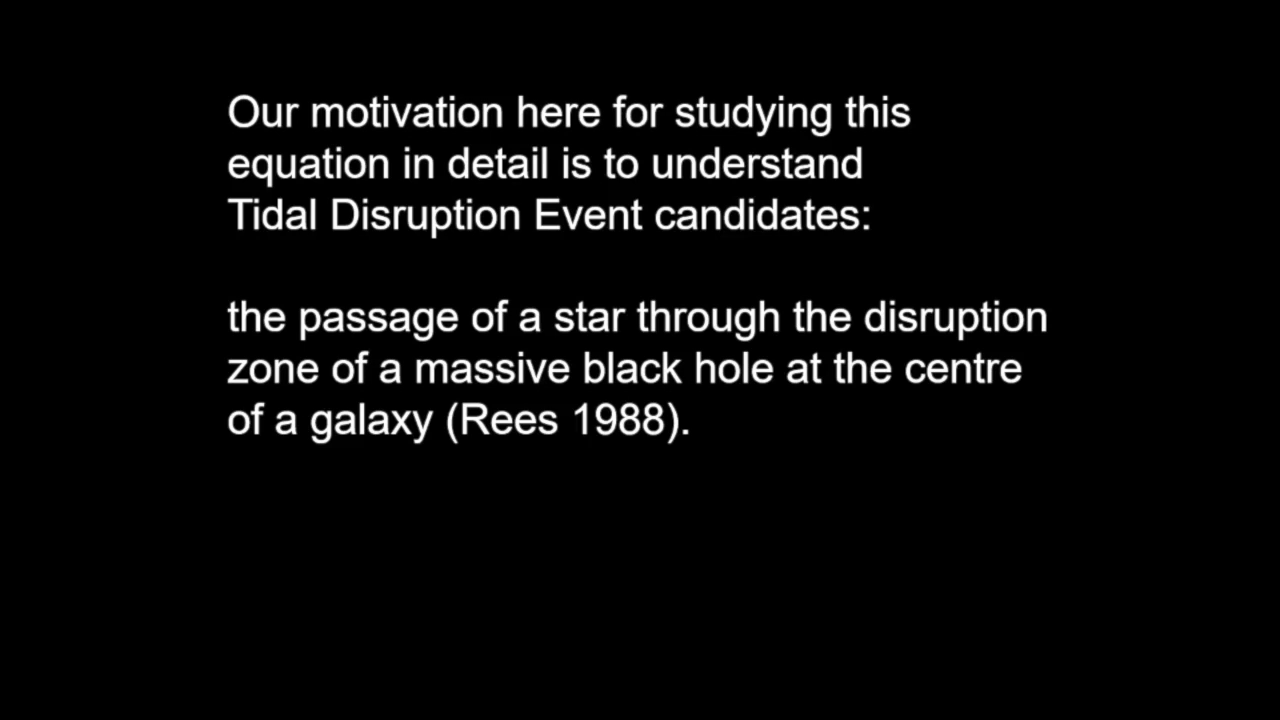 Our motivation here for studying this
equation in detail is to understand
Tidal Disruption Event candidates:
the passage of a star through the disruption
zone of a massive black hole at the centre
of a galaxy (Rees 1988).